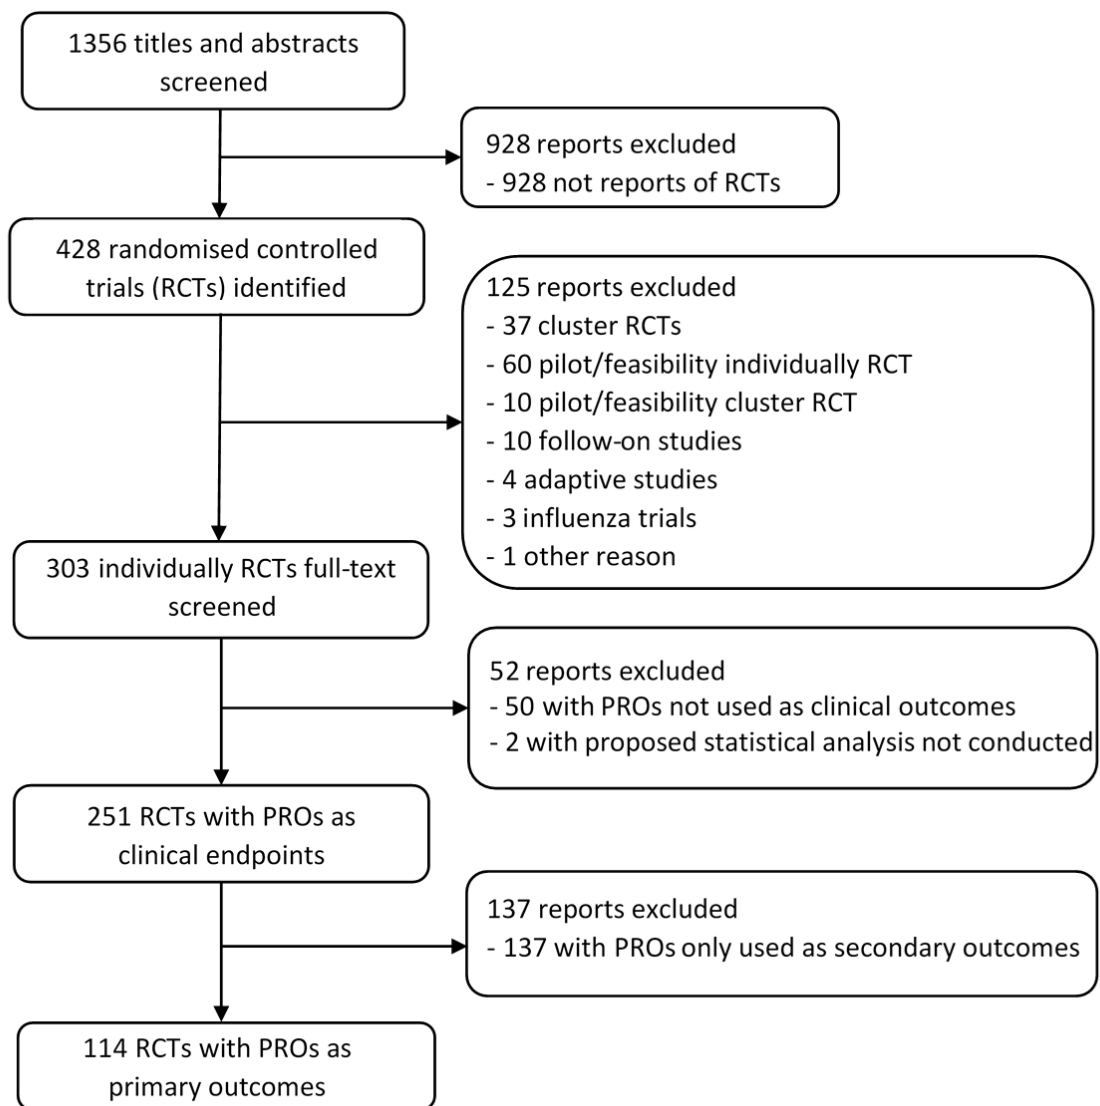 1356 titles and abstracts
screened
928 reports excluded
- 928 not reports of RCTs
428 randomised controlled
trials (RCTs) identified
125 reports excluded
- 37 cluster RCTs
- 60 pilot/feasibility individually RCT
- 10 pilot/feasibility cluster RCT
- 10 follow-on studies
- 4 adaptive studies
- 3 influenza trials
- 1 other reason
303 individually RCTs full-text
screened
52 reports excluded
- 50 with PROs not used as clinical outcomes
- 2 with proposed statistical analysis not conducted
251 RCTs with PROs as
clinical endpoints
137 reports excluded
- 137 with PROs only used as secondary outcomes
114 RCTs with PROs as
primary outcomes